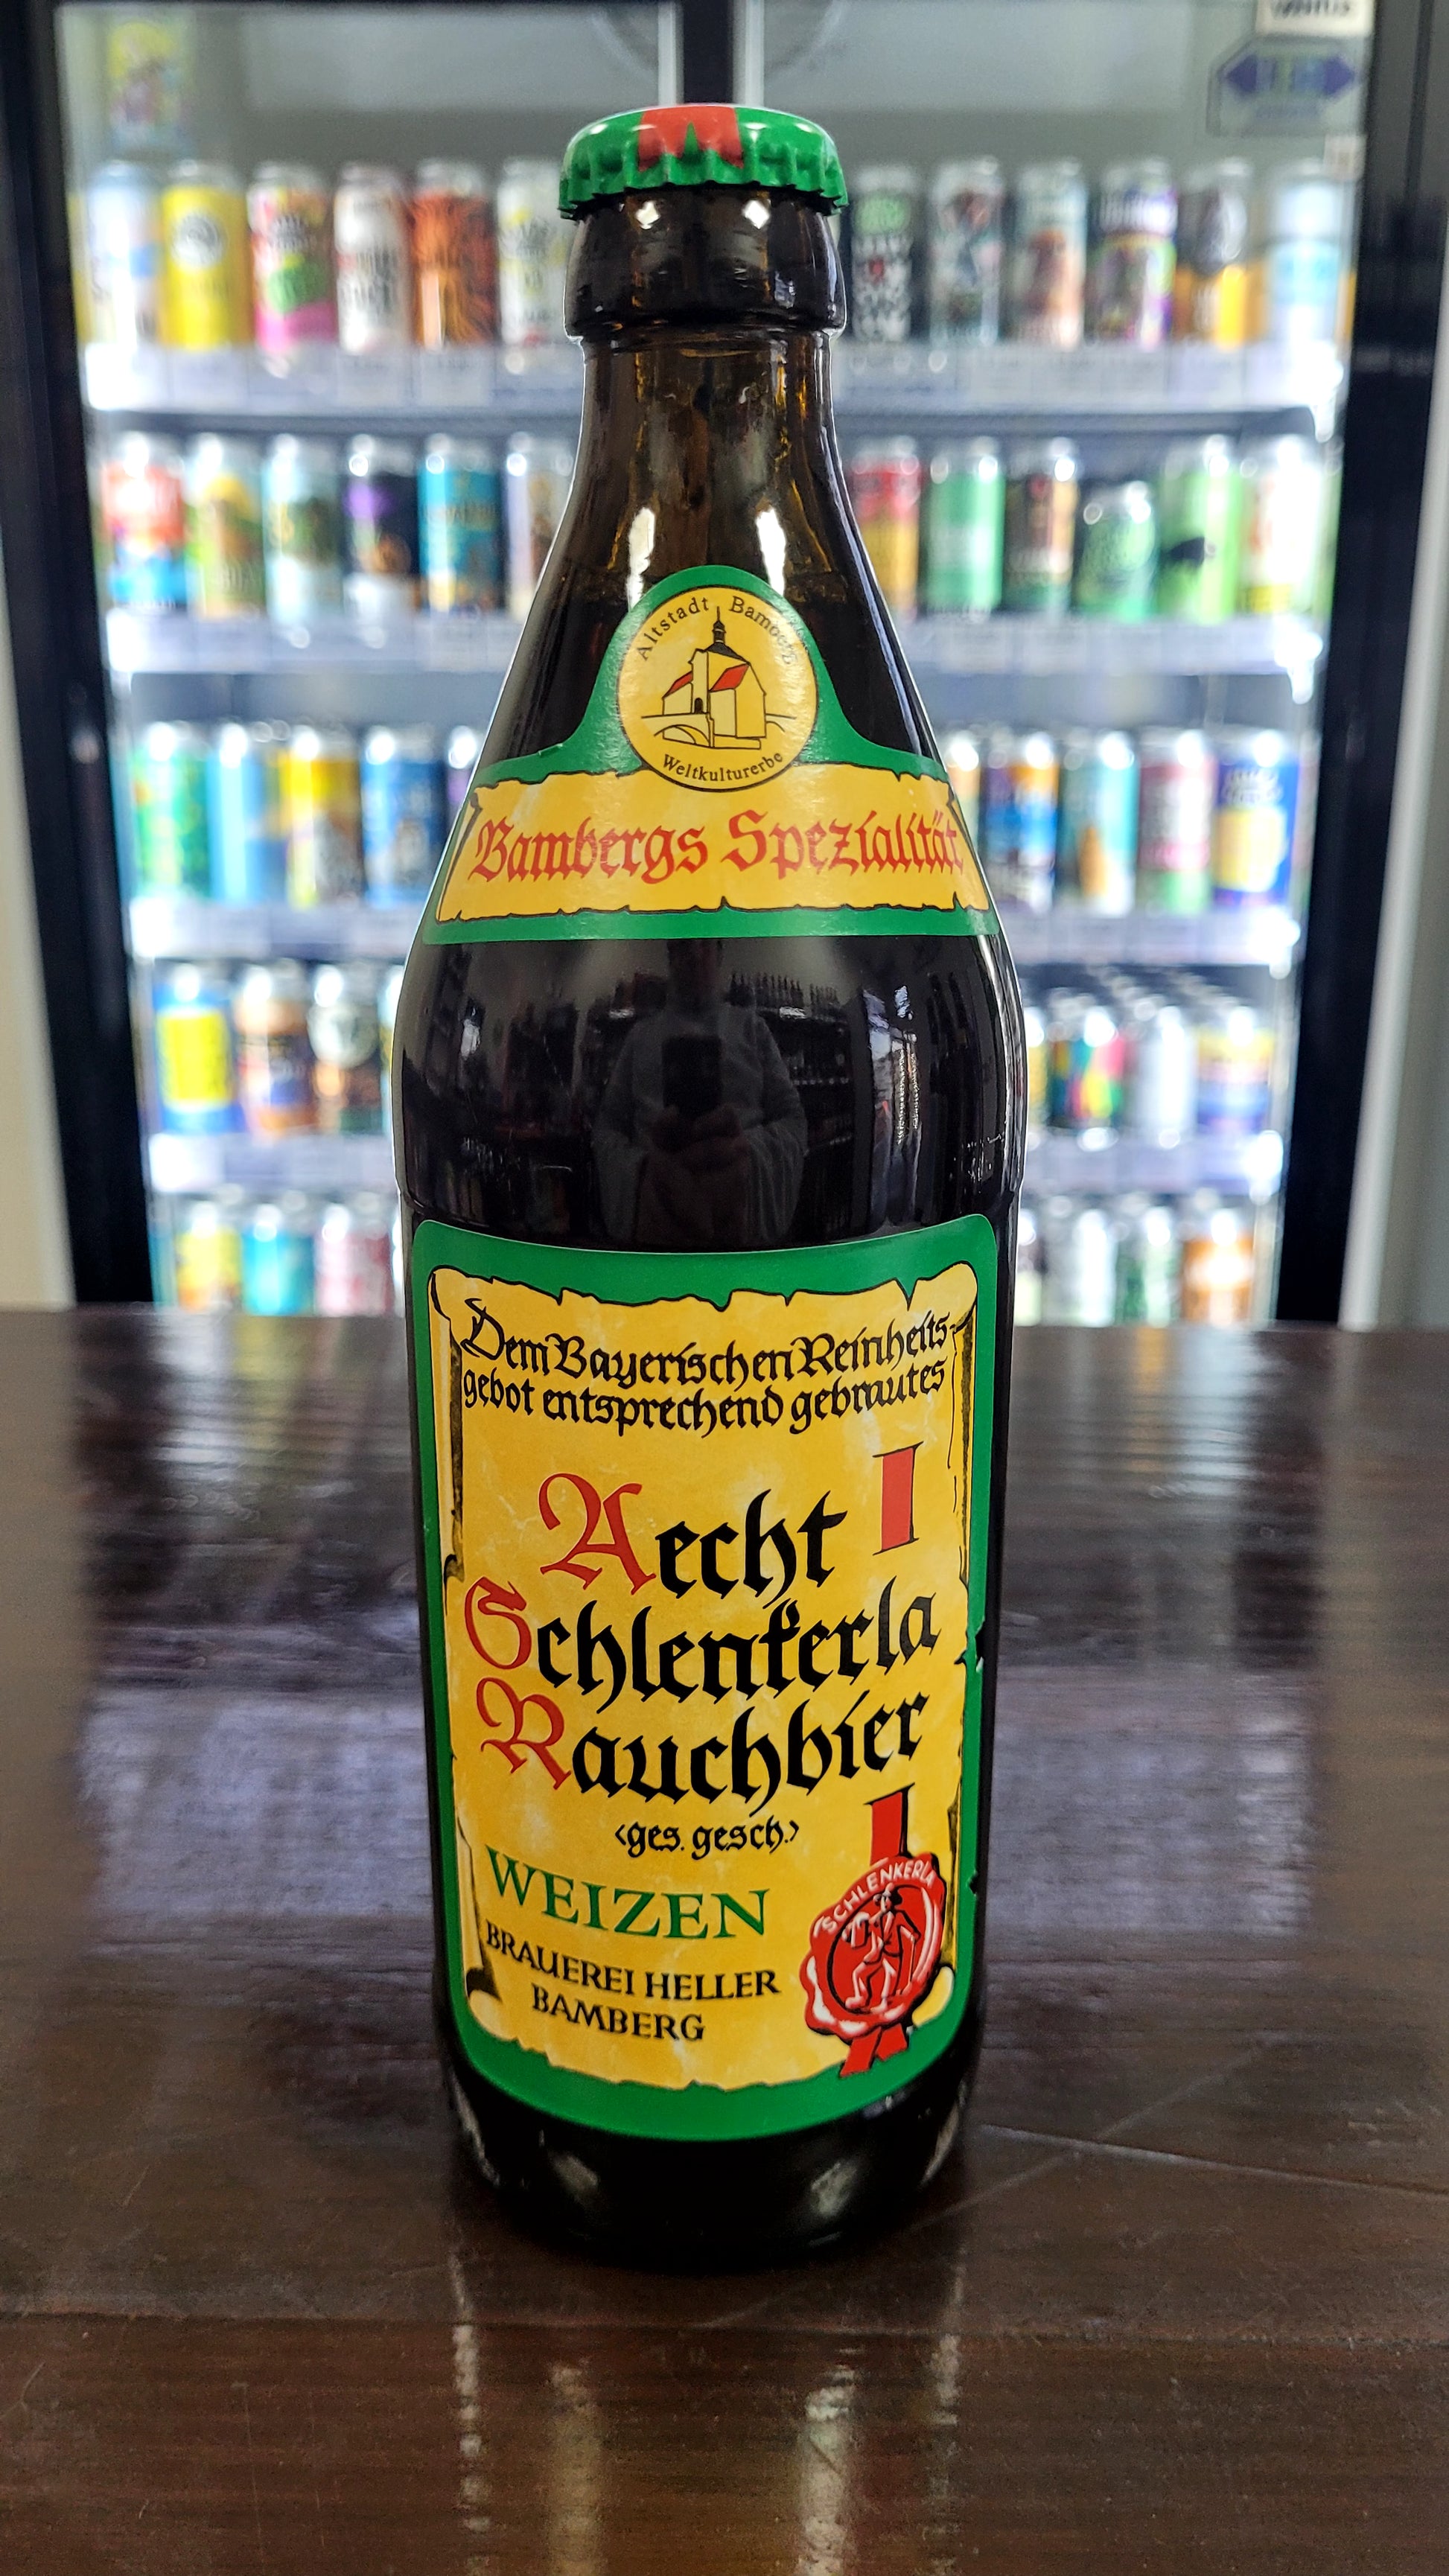 Altstadt Bamberg
Weltkulturerbe
Bambergs Spezialität
Dem Bayerischen Reinheits-
gebot entsprechend gebrautes
Aecht
Schlenkerla
Rauchbier
<ges. gesch.>
WEIZEN
SCHLENKERLA
BRAUEREI HELLER
BAMBERG